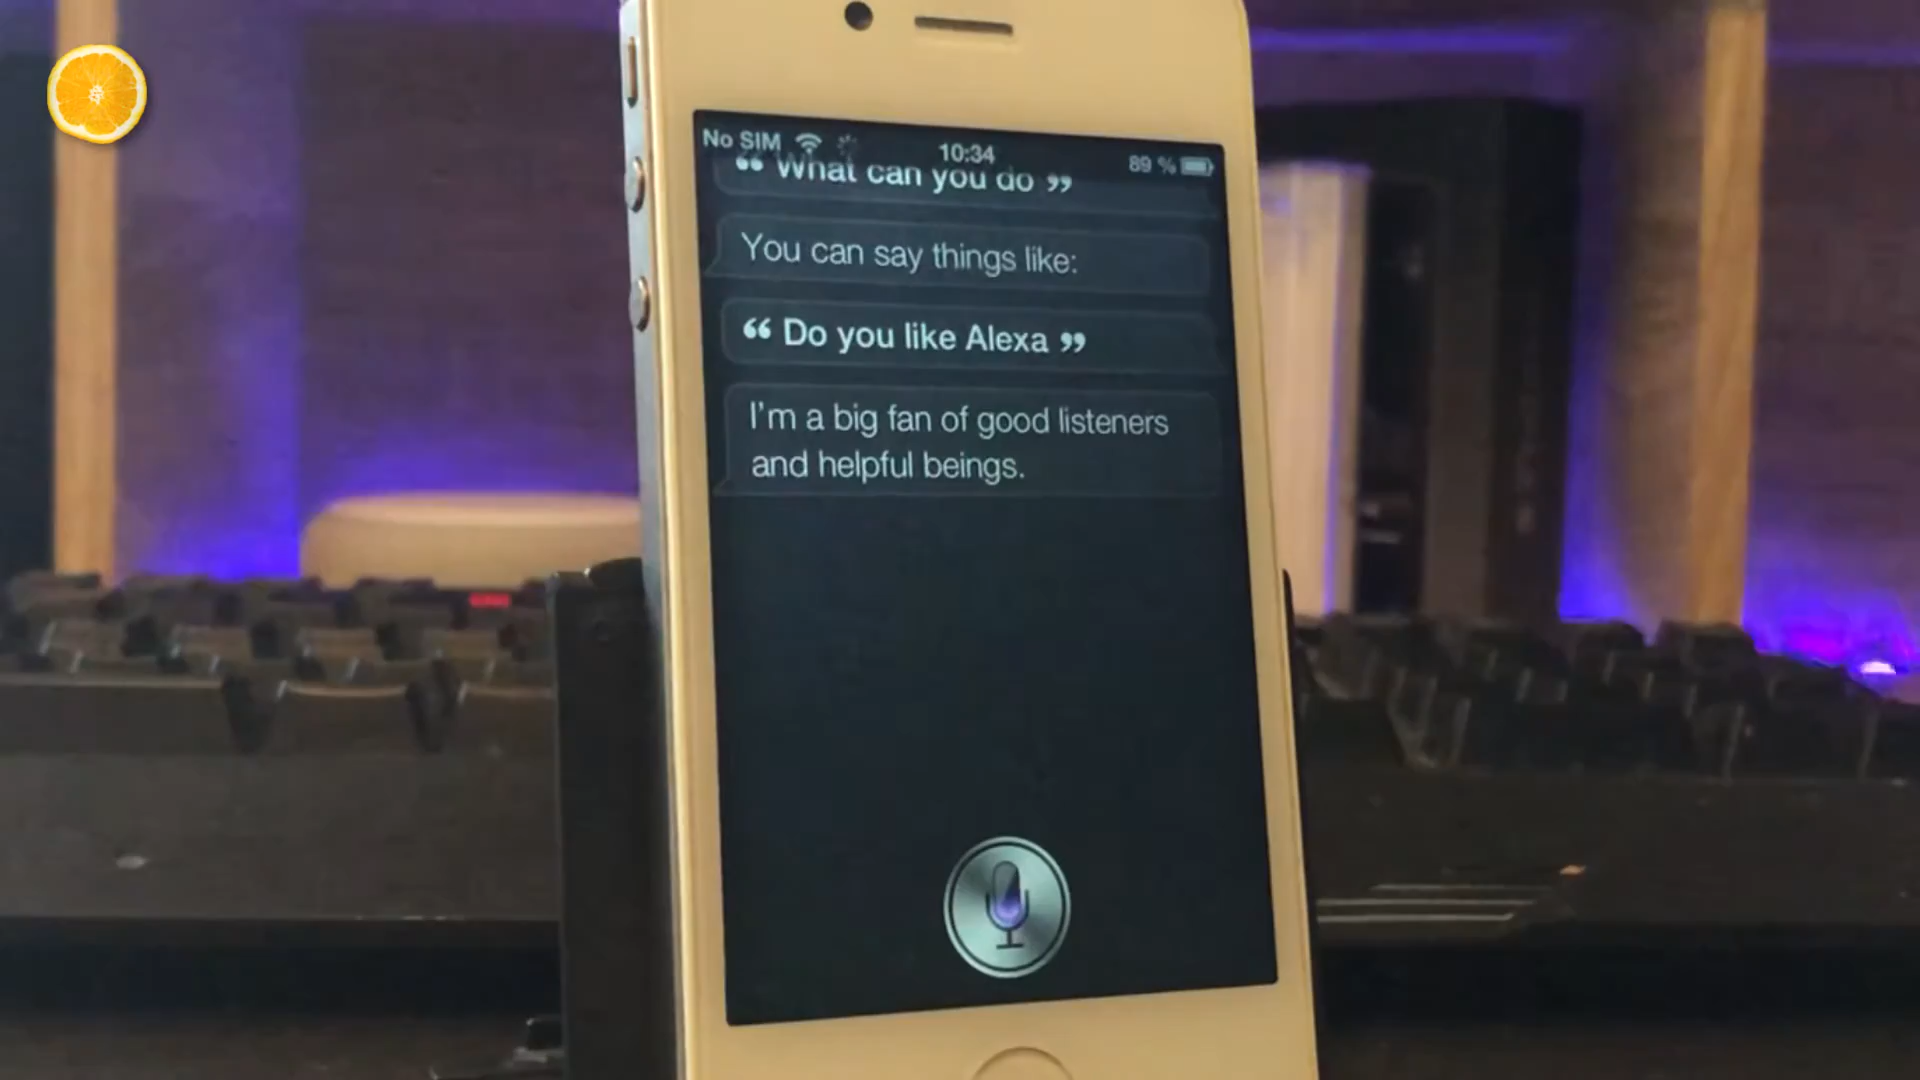 No SIM 10:34 89 %
“ What can you do ”
You can say things like:
“ Do you like Alexa ”
I'm a big fan of good listeners
and helpful beings.